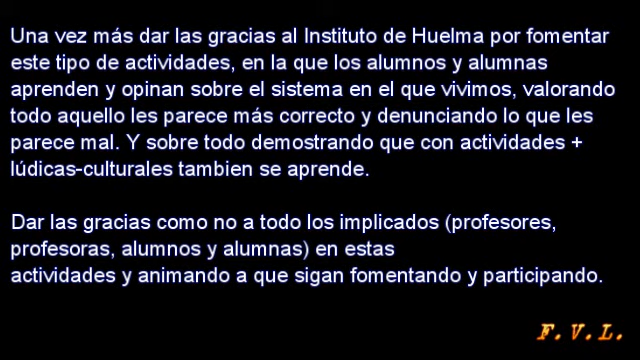 Una vez más dar las gracias al Instituto de Huelma por fomentar
este tipo de actividades, en la que los alumnos y alumnas
aprenden y opinan sobre el sistema en el que vivimos, valorando
todo aquello les parece más correcto y denunciando lo que les
parece mal. Y sobre todo demostrando que con actividades +
lúdicas-culturales tambien se aprende.
Dar las gracias como no a todo los implicados (profesores,
profesoras, alumnos y alumnas) en estas
actividades y animando a que sigan fomentando y participando.
F. V. L.